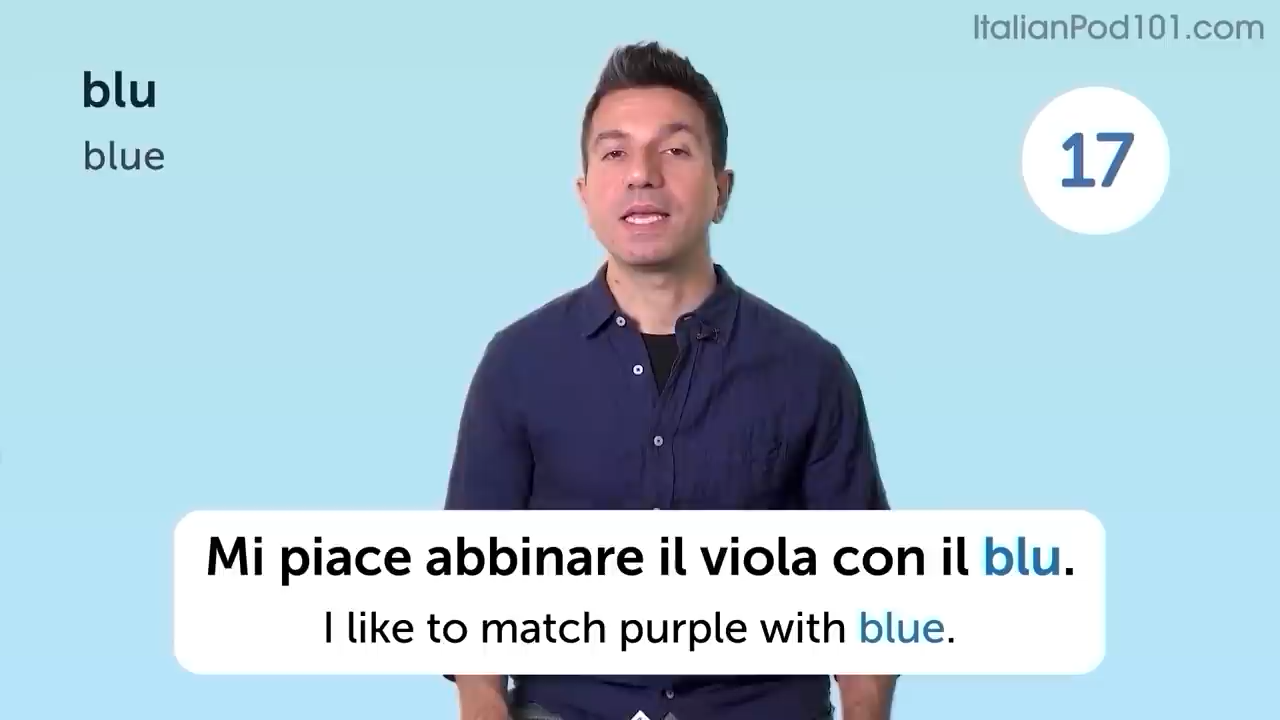 ItalianPod101.com
blu
blue
17
Mi piace abbinare il viola con il blu.
I like to match purple with blue.